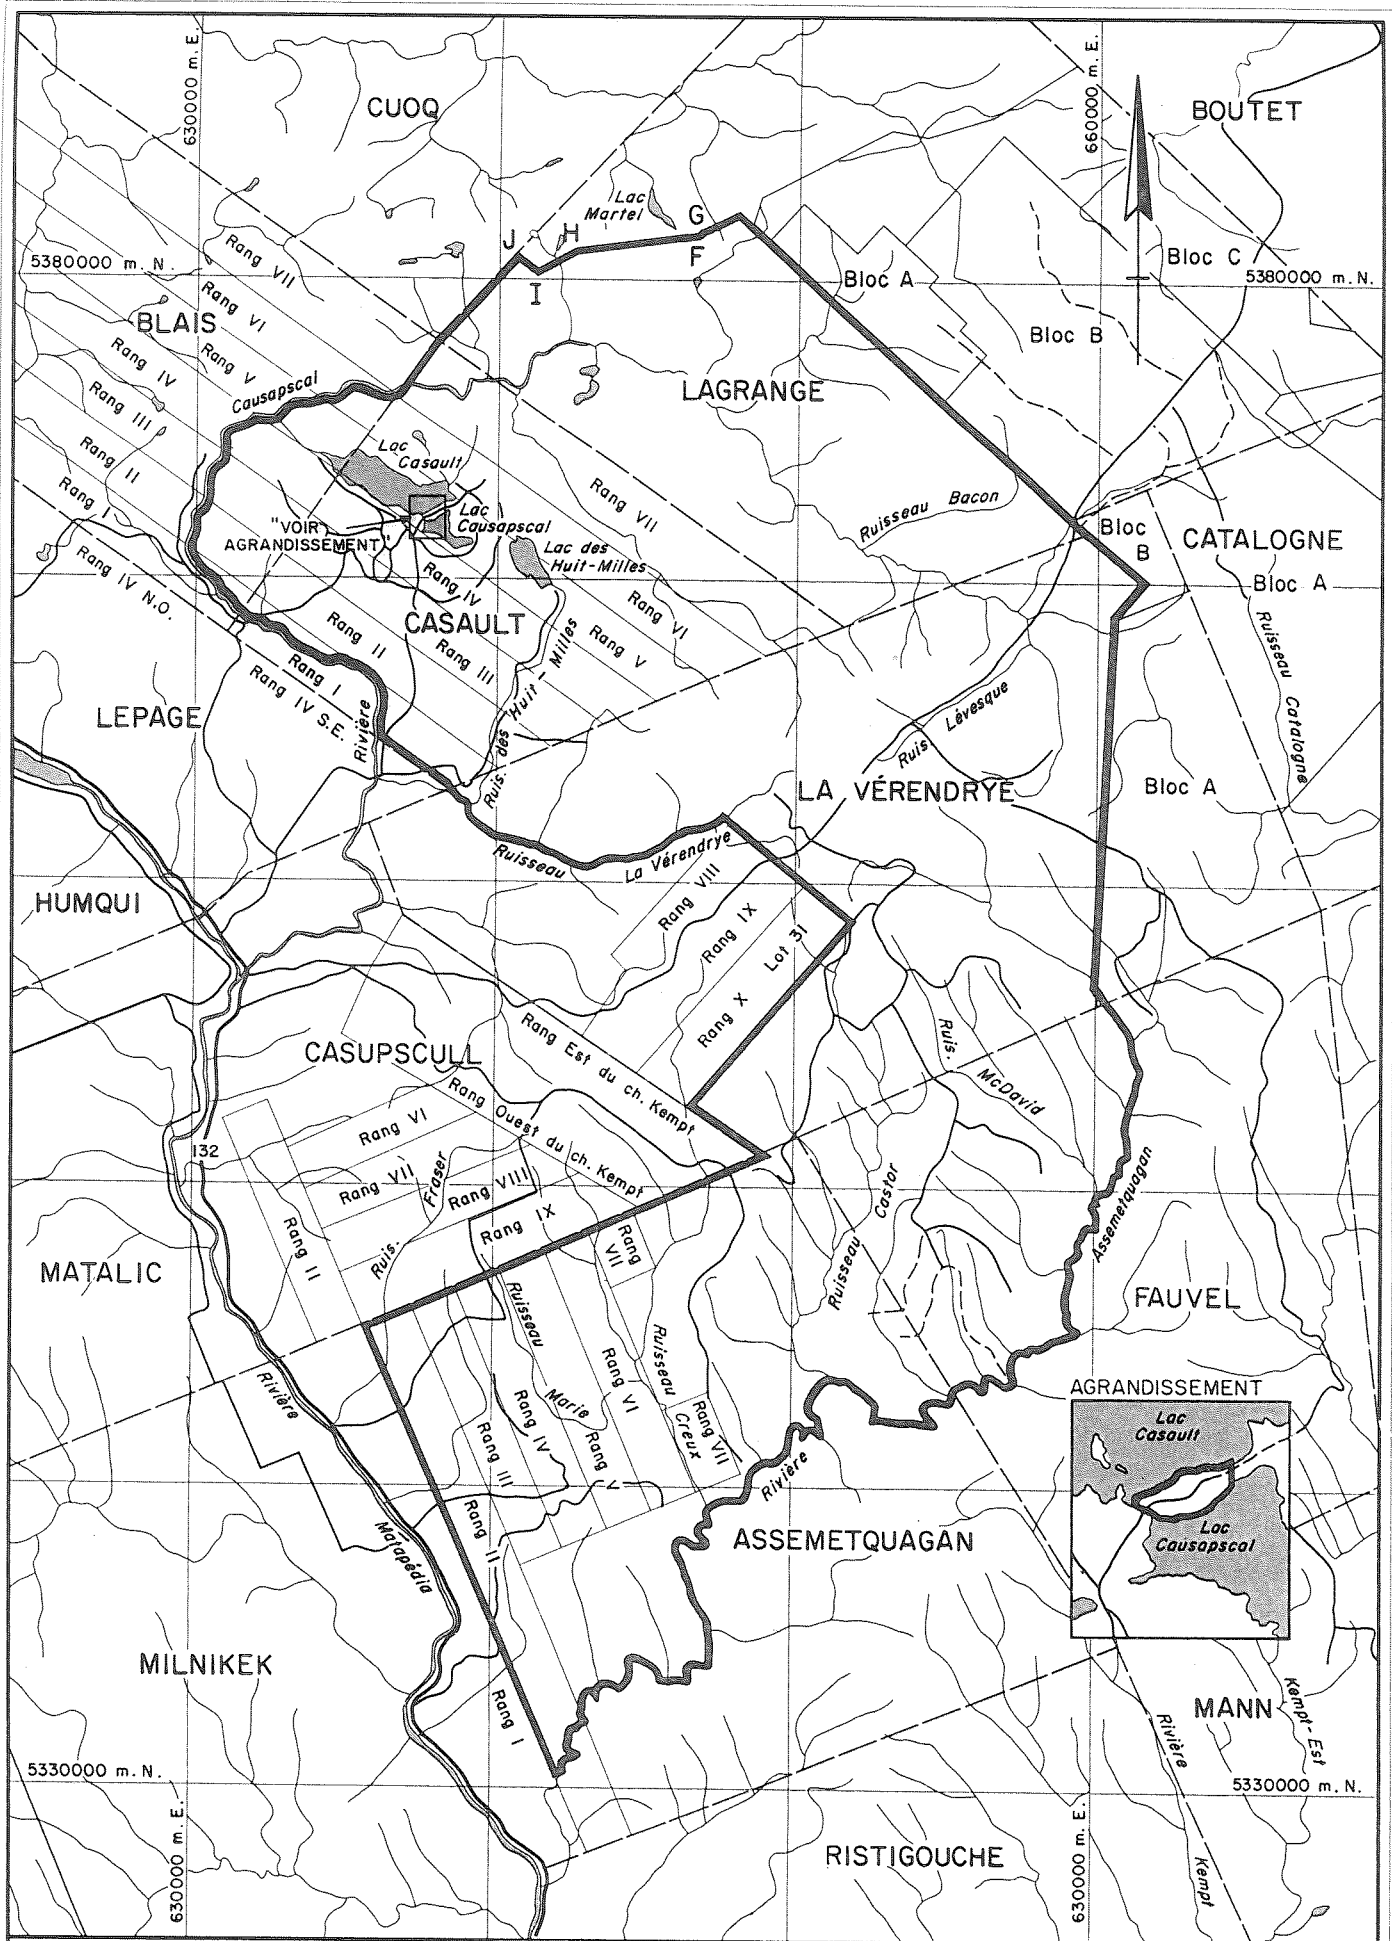 630000 m. E.
CUOQ
660000 m. E.
BOUTET
Lac
Martel
G
J
H
F
I
Rang VII
5380000 m. N.
Bloc C
5380000 m. N.
Bloc A
Rang VI
BLAIS
Bloc B
Rang V
Rang IV
Causapscal
LAGRANGE
Rang III
Rang II
Lac
Casault
Rang I
Rang VII
Ruisseau Bacon
"VOIR
AGRANDISSEMENT"
Lac
Causapscal
Bloc
B
CATALOGNE
Lac des
Huit-Milles
Rang IV N.O.
Rang IV
Bloc A
CASAULT
Rang VI
Rang II
Rang V
Rang III
Ruisseau Catalogne
Rang I
Rang IV S.E.
Ruis. des Huit-Milles
LEPAGE
Rivière
Ruis Lévesque
LA VÉRENDRYE
Bloc A
Ruisseau La Vérendrye
Rang VIII
HUMQUI
Rang IX
Lot 31
Rang X
Rang Est du ch. Kempt
CASUPSCULL
Ruis. McDavid
Rang Ouest du ch. Kempt
Rang VI
132
Rang VII
Fraser
Rang VIII
Ruisseau Castor
Assemetquagan
Rang IX
Rang II
Ruis.
Rang
VII
MATALIC
Ruisseau
FAUVEL
Rivière
Ruisseau
Rang VI
AGRANDISSEMENT
Marie
Rang IV
Creux
Rang VII
Lac
Casault
Rang III
Rang V
Rivière
Rang II
Matapédia
ASSEMETQUAGAN
Lac
Causapscal
MILNIKEK
Rang I
MANN
Kempt-Est
Rivière
5330000 m. N.
5330000 m. N.
630000 m. E.
RISTIGOUCHE
630000 m. E.
Kempt